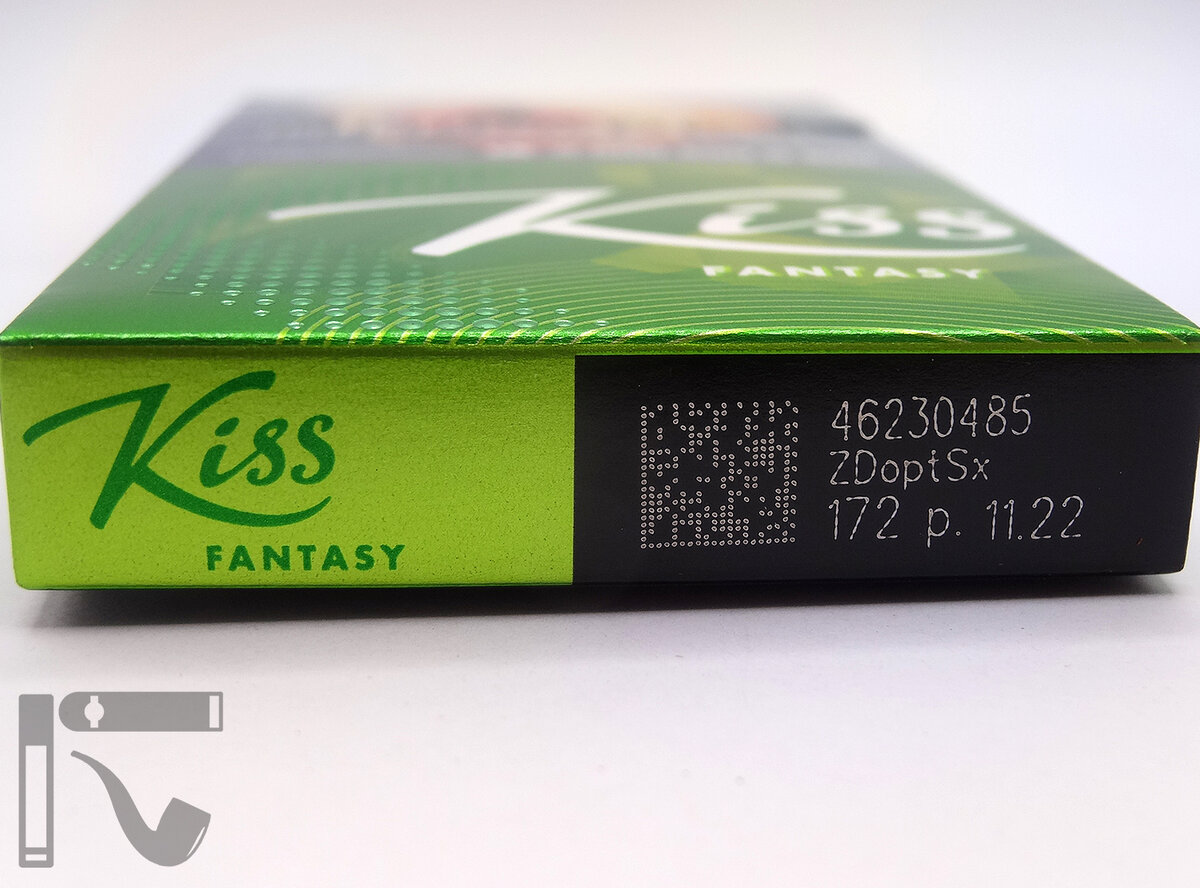 Kiss
FANTASY
Kiss
FANTASY
46230485
ZDoptSx
172 р. 11.22